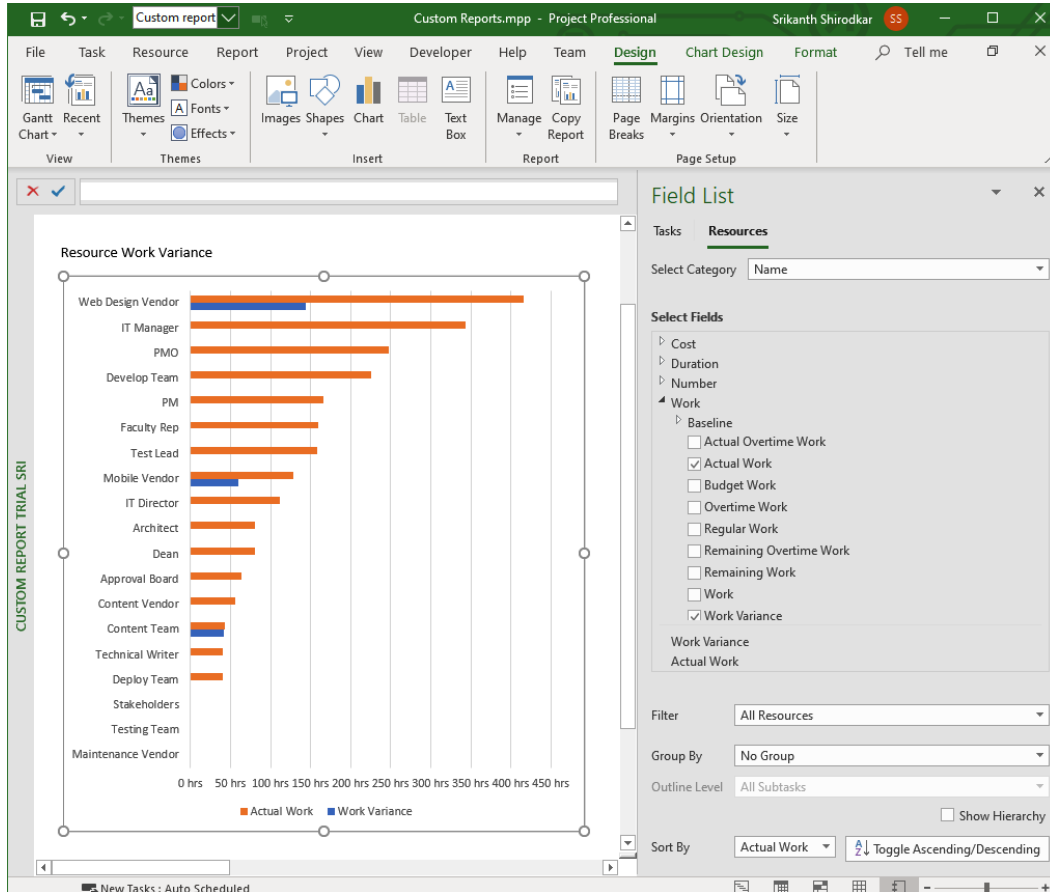 Custom report
Custom Reports.mpp - Project Professional
Srikanth Shirodkar
SS
File Task Resource Report Project View Developer Help Team Design Chart Design Format Tell me
Gantt Chart
Recent
View
Aa
Themes
Colors
A Fonts
Effects
Themes
Images
Shapes
Chart
Table
Text Box
Insert
Manage
Copy Report
Report
Page Breaks
Margins
Orientation
Size
Page Setup
CUSTOM REPORT TRIAL SRI
Resource Work Variance
Web Design Vendor
IT Manager
PMO
Develop Team
PM
Faculty Rep
Test Lead
Mobile Vendor
IT Director
Architect
Dean
Approval Board
Content Vendor
Content Team
Technical Writer
Deploy Team
Stakeholders
Testing Team
Maintenance Vendor
0 hrs 50 hrs 100 hrs 150 hrs 200 hrs 250 hrs 300 hrs 350 hrs 400 hrs 450 hrs
Actual Work Work Variance
Field List
Tasks Resources
Select Category Name
Select Fields
Cost
Duration
Number
Work
Baseline
Actual Overtime Work
Actual Work
Budget Work
Overtime Work
Regular Work
Remaining Overtime Work
Remaining Work
Work
Work Variance
Work Variance
Actual Work
Filter All Resources
Group By No Group
Outline Level All Subtasks
Show Hierarchy
Sort By Actual Work Toggle Ascending/Descending
New Tasks : Auto Scheduled